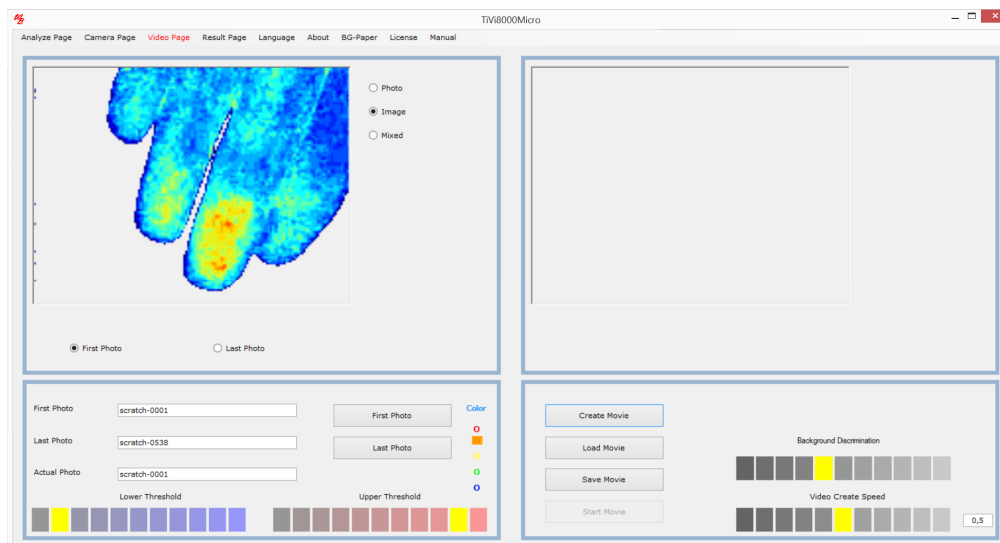 TiVi8000Micro
Analyze Page Camera Page Video Page Result Page Language About BG-Paper License Manual
Photo
Image
Mixed
First Photo Last Photo
First Photo scratch-0001 First Photo Color
Last Photo scratch-0538 Last Photo
Actual Photo scratch-0001
Lower Threshold Upper Threshold
Create Movie
Load Movie Background Discrimination
Save Movie
Video Create Speed
Start Movie 0,5